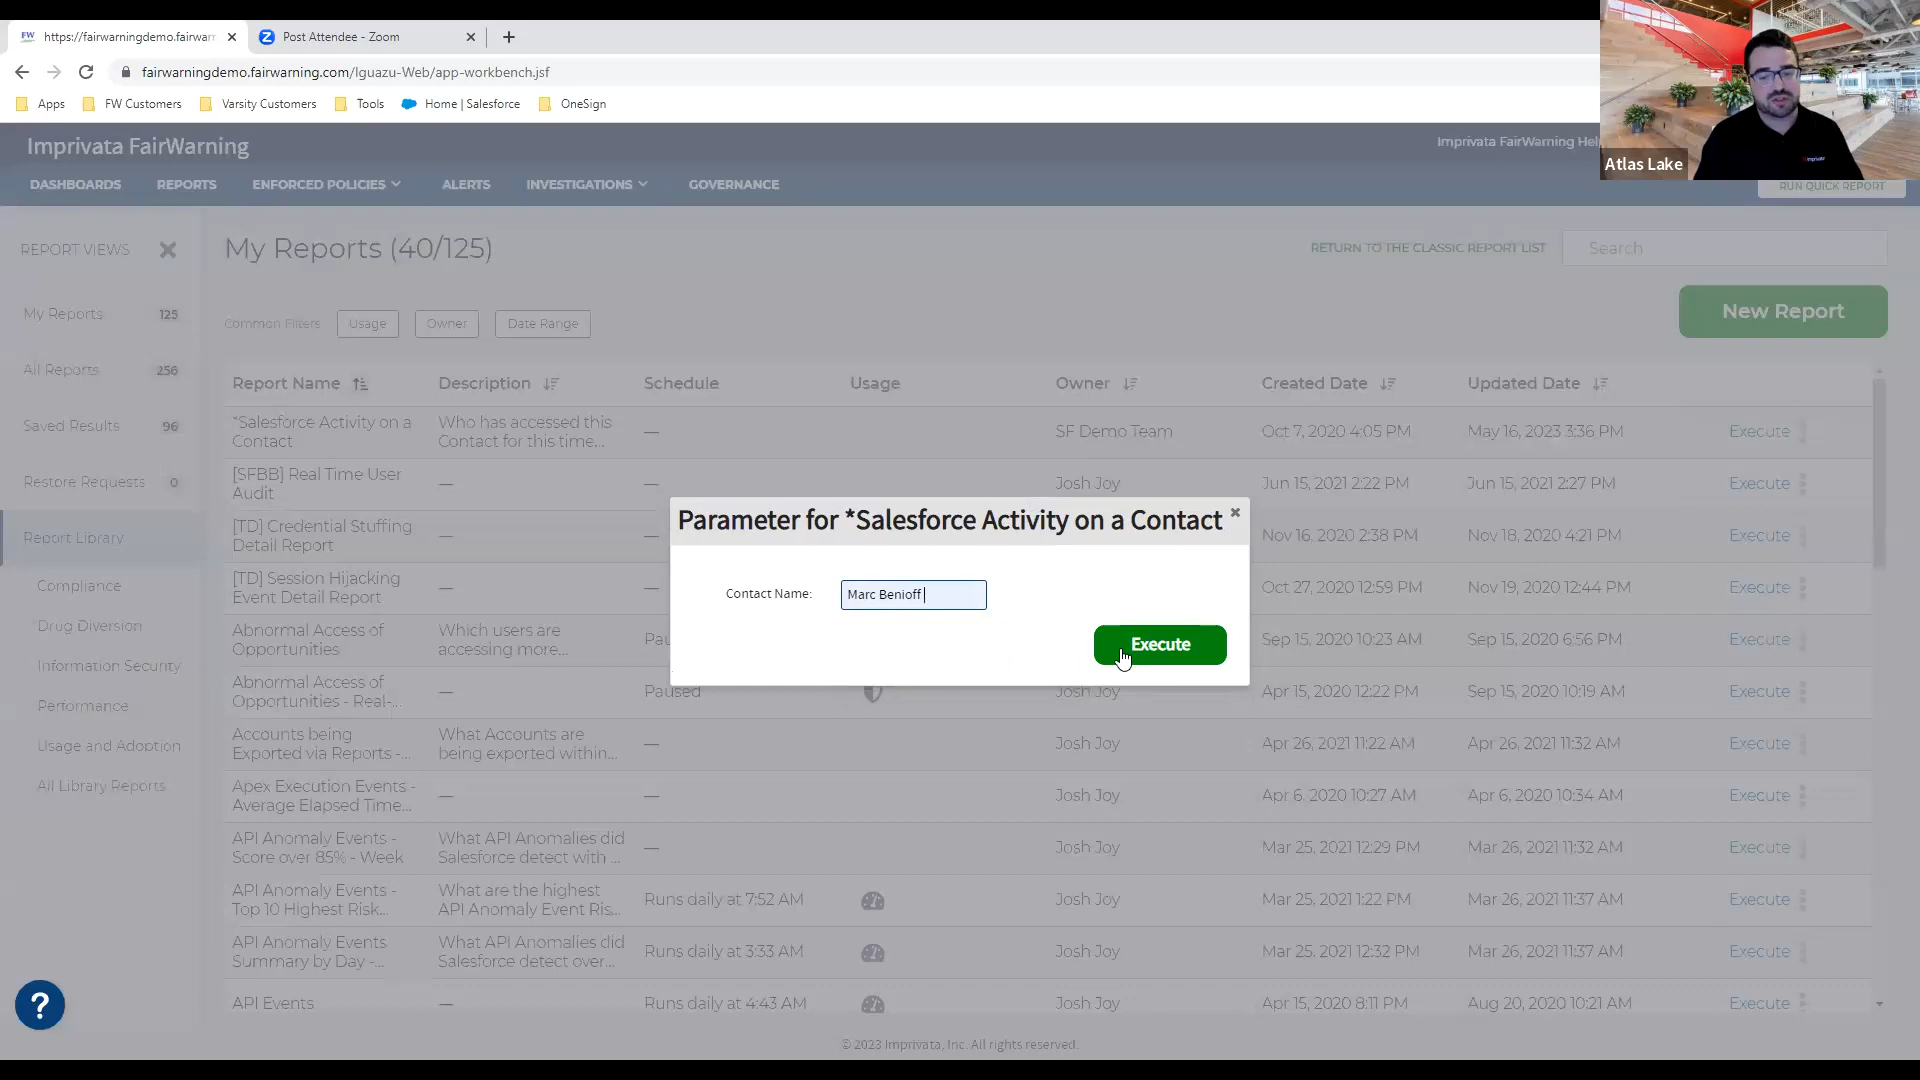 FW https://fairwarningdemo.fairwarn
Post Attendee - Zoom
fairwarningdemo.fairwarning.com/Iguazu-Web/app-workbench.jsf
Apps FW Customers Varsity Customers Tools Home | Salesforce OneSign
Atlas Lake
Imprivata FairWarning
Imprivata FairWarning Hel
DASHBOARDS REPORTS ENFORCED POLICIES ALERTS INVESTIGATIONS GOVERNANCE
RUN QUICK REPORT
REPORT VIEWS
My Reports 125
All Reports 256
Saved Results 96
Restore Requests 0
Report Library
Compliance
Drug Diversion
Information Security
Performance
Usage and Adoption
All Library Reports
My Reports (40/125)
RETURN TO THE CLASSIC REPORT LIST
Search
Common Filters Usage Owner Date Range
New Report
Report Name Description Schedule Usage Owner Created Date Updated Date
*Salesforce Activity on a Who has accessed this
Contact Contact for this time...
— SF Demo Team Oct 7, 2020 4:05 PM May 16, 2023 3:36 PM Execute
[SFBB] Real Time User
Audit
— — Josh Joy Jun 15, 2021 2:22 PM Jun 15, 2021 2:27 PM Execute
[TD] Credential Stuffing
Detail Report
— — Nov 16, 2020 2:38 PM Nov 18, 2020 4:21 PM Execute
[TD] Session Hijacking
Event Detail Report
— — Oct 27, 2020 12:59 PM Nov 19, 2020 12:44 PM Execute
Abnormal Access of Which users are
Opportunities accessing more...
Pau Sep 15, 2020 10:23 AM Sep 15, 2020 6:56 PM Execute
Abnormal Access of
Opportunities - Real-...
— Paused Josh Joy Apr 15, 2020 12:22 PM Sep 15, 2020 10:19 AM Execute
Accounts being What Accounts are
Exported via Reports -... being exported within...
— Josh Joy Apr 26, 2021 11:22 AM Apr 26, 2021 11:32 AM Execute
Apex Execution Events -
Average Elapsed Time...
— — Josh Joy Apr 6, 2020 10:27 AM Apr 6, 2020 10:34 AM Execute
API Anomaly Events - What API Anomalies did
Score over 85% - Week Salesforce detect with ...
— Josh Joy Mar 25, 2021 12:29 PM Mar 26, 2021 11:32 AM Execute
API Anomaly Events - What are the highest
Top 10 Highest Risk... API Anomaly Event Ris...
Runs daily at 7:52 AM Josh Joy Mar 25, 2021 1:22 PM Mar 26, 2021 11:37 AM Execute
API Anomaly Events What API Anomalies did
Summary by Day -... Salesforce detect over...
Runs daily at 3:33 AM Josh Joy Mar 25, 2021 12:32 PM Mar 26, 2021 11:37 AM Execute
API Events — Runs daily at 4:43 AM Josh Joy Apr 15, 2020 8:11 PM Aug 20, 2020 10:21 AM Execute
Parameter for *Salesforce Activity on a Contact
Contact Name: Marc Benioff
Execute
?
© 2023 Imprivata, Inc. All rights reserved.